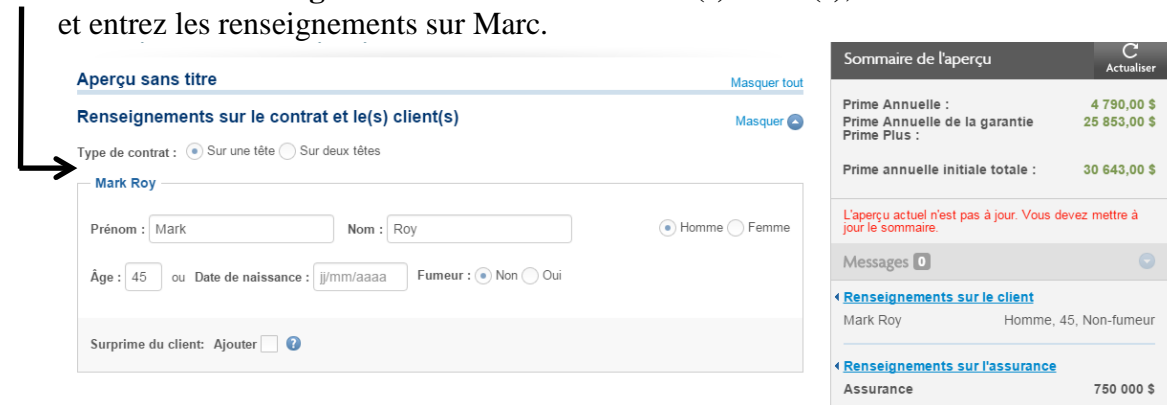 et entrez les renseignements sur Marc.
Aperçu sans titre
Masquer tout
Renseignements sur le contrat et le(s) client(s)
Masquer
Type de contrat : Sur une tête Sur deux têtes
Mark Roy
Prénom : Mark Nom : Roy Homme Femme
Âge : 45 ou Date de naissance : jj/mm/aaaa Fumeur : Non Oui
Surprime du client: Ajouter ?
Sommaire de l'aperçu
Actualiser
Prime Annuelle : 4 790,00 $
Prime Annuelle de la garantie 25 853,00 $
Prime Plus :
Prime annuelle initiale totale : 30 643,00 $
L'aperçu actuel n'est pas à jour. Vous devez mettre à
jour le sommaire.
Messages 0
Renseignements sur le client
Mark Roy Homme, 45, Non-fumeur
Renseignements sur l'assurance
Assurance 750 000 $